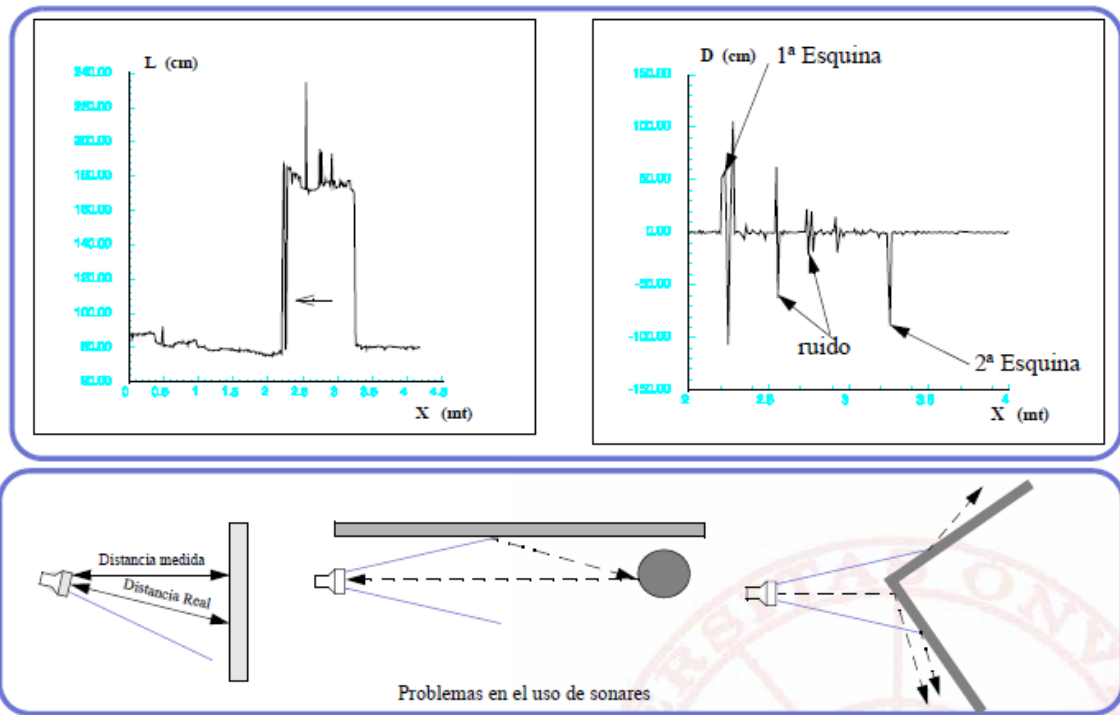 L (cm)
240.00
220.00
200.00
180.00
160.00
140.00
120.00
100.00
80.00
60.00
0 0.5 1 1.5 2 2.5 3 3.5 4 4.5
X (mt)
D (cm)
1ª Esquina
150.00
100.00
50.00
0.00
-50.00
-100.00
-150.00
ruido
2ª Esquina
2 2.5 3 3.5 4
X (mt)
Distancia medida
Distancia Real
Problemas en el uso de sonares
ERSITAS ONV